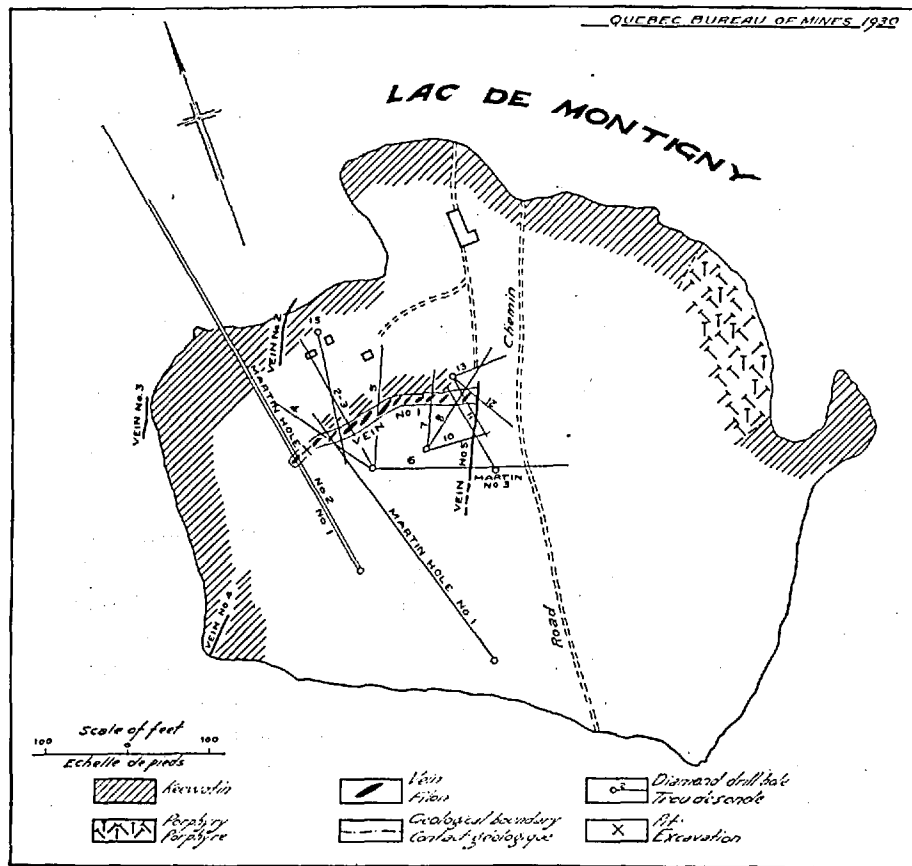 QUEBEC BUREAU OF MINES 1930
LAC DE MONTIGNY
Chemin
Road
VEIN No 2
VEIN No. 3
VEIN No 4
VEIN No 1
VEIN No 5
MARTIN HOLE
No. 2
No 1
MARTIN HOLE No. 1
MARTIN No 3
15
2-3
4
5
6
7
8
10
11
12
13
Scale of feet
100 0 100
Echelle de pieds
Keewatin
Porphyry
Porphyre
Vein
Filon
Geological boundary
Contact géologique
Diamond drill hole
Trou de sonde
Pit
Excavation